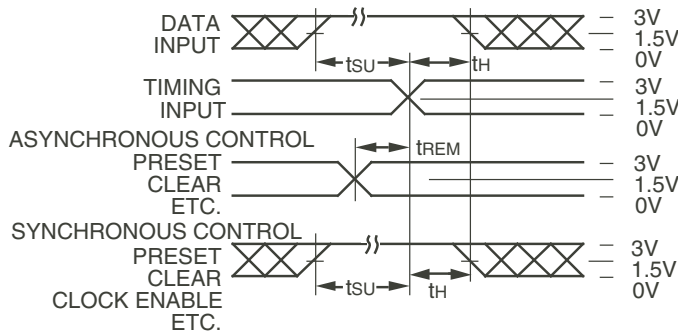 DATA
INPUT
3V
1.5V
0V
tSU
tH
TIMING
INPUT
3V
1.5V
0V
ASYNCHRONOUS CONTROL
tREM
PRESET
CLEAR
ETC.
3V
1.5V
0V
SYNCHRONOUS CONTROL
PRESET
CLEAR
CLOCK ENABLE
ETC.
3V
1.5V
0V
tSU
tH